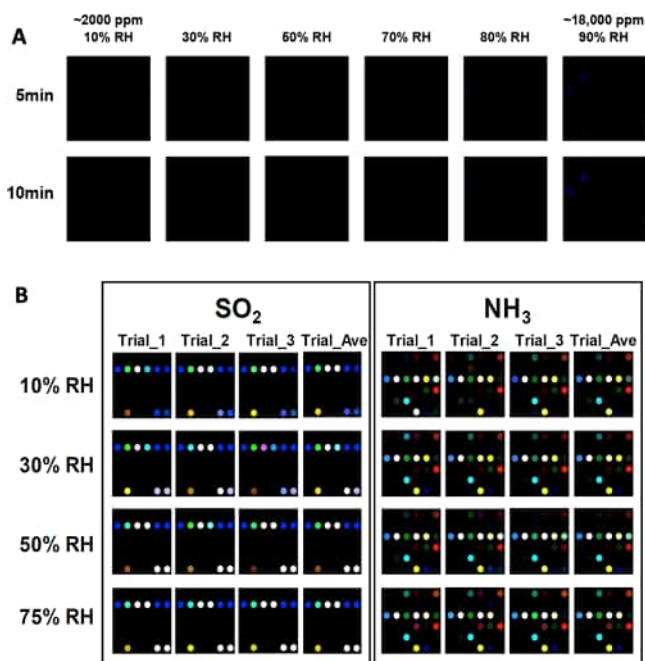 A
~2000 ppm ~18,000 ppm
10% RH 30% RH 50% RH 70% RH 80% RH 90% RH
5min
10min
B
SO₂ NH₃
Trial_1 Trial_2 Trial_3 Trial_Ave Trial_1 Trial_2 Trial_3 Trial_Ave
10% RH
30% RH
50% RH
75% RH